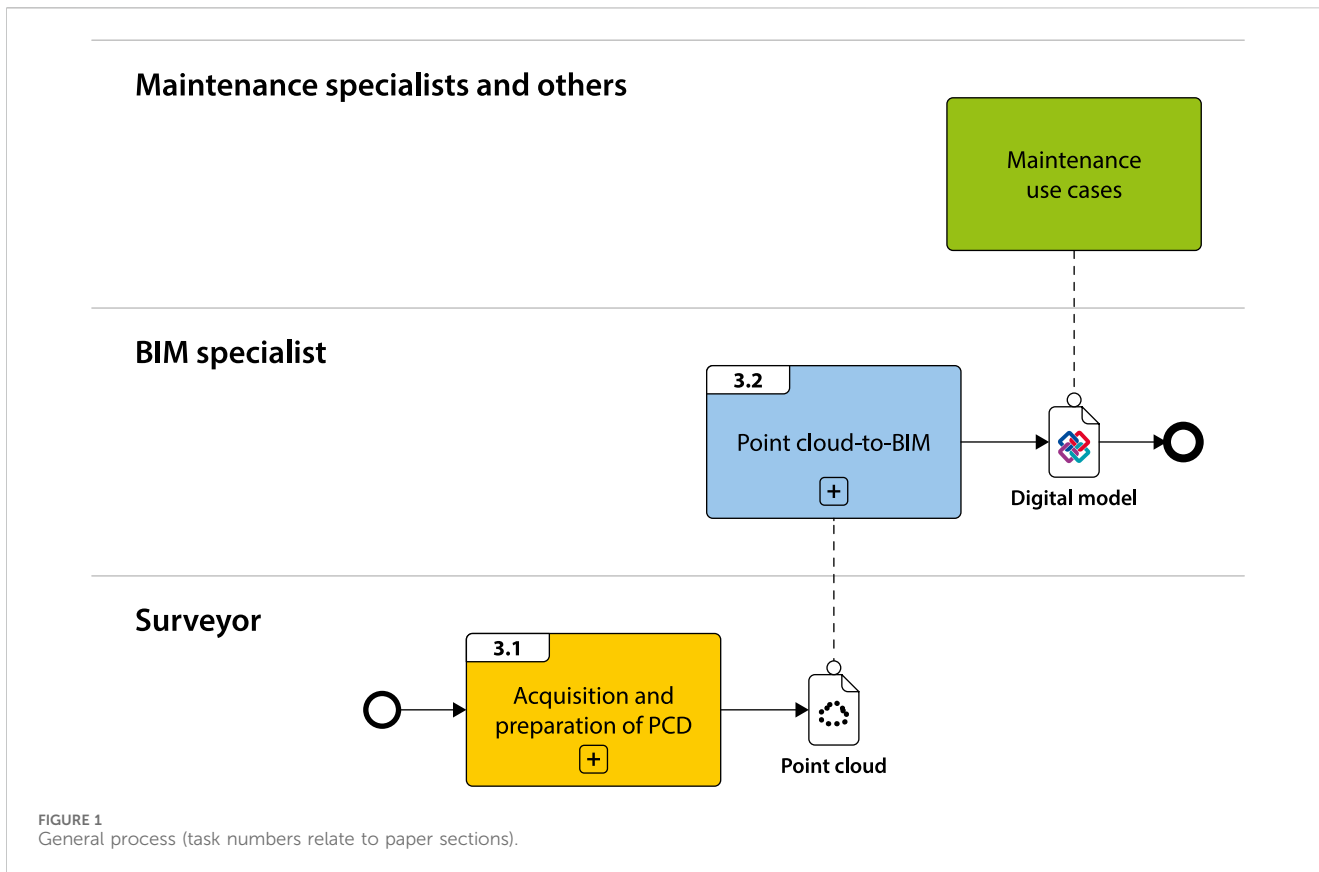 Maintenance specialists and others
Maintenance
use cases
BIM specialist
3.2
Point cloud-to-BIM
+
Digital model
Surveyor
3.1
Acquisition and
preparation of PCD
+
Point cloud
FIGURE 1
General process (task numbers relate to paper sections).